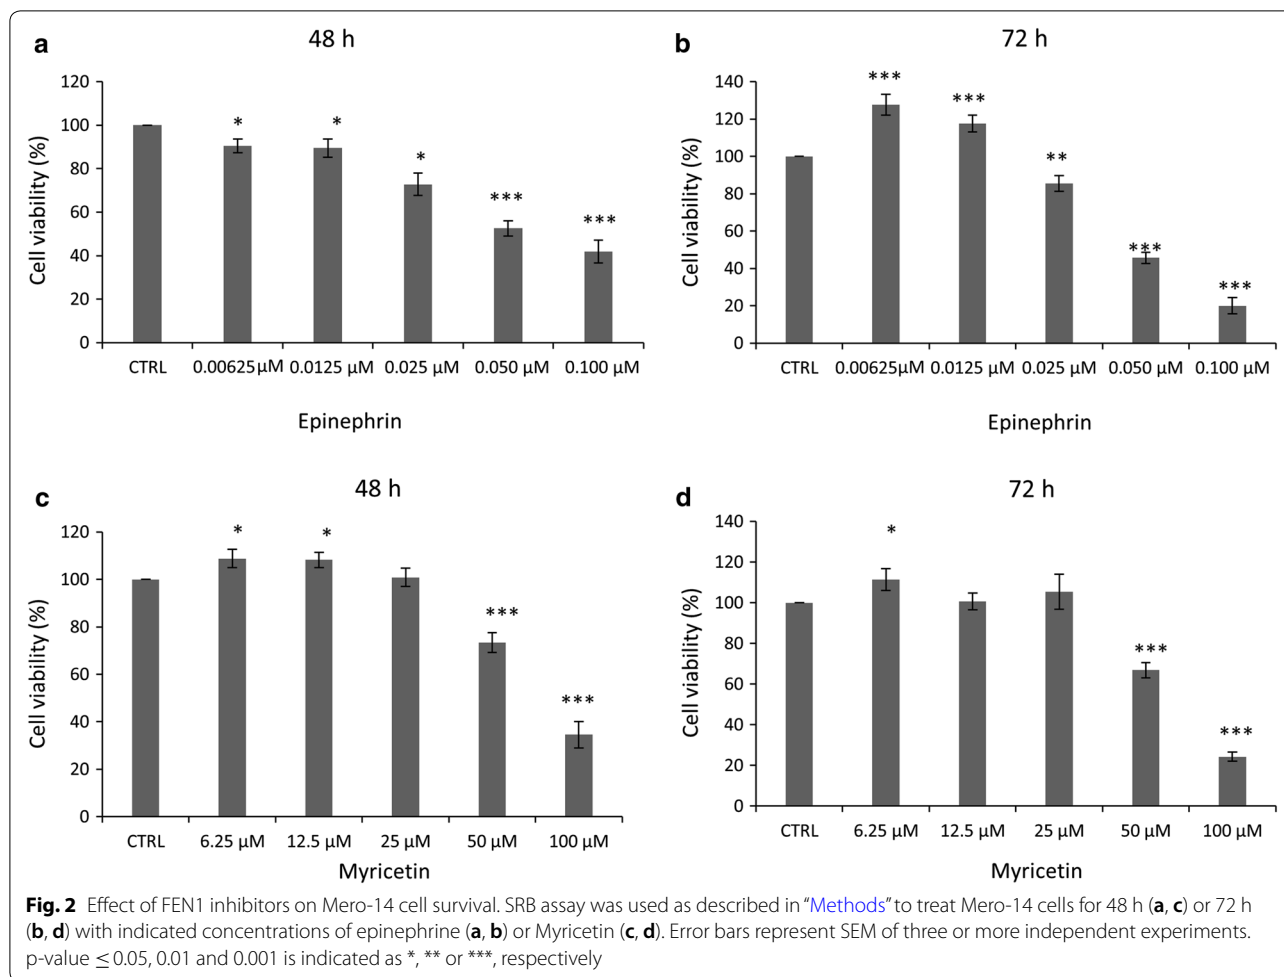 a
48 h
Cell viability (%)
120
100
80
60
40
20
0
*
*
*
***
***
CTRL 0.00625µM 0.0125 µM 0.025 µM 0.050 µM 0.100 µM
Epinephrin
b
72 h
Cell viability (%)
140
120
100
80
60
40
20
0
***
***
**
***
***
CTRL 0.00625µM 0.0125 µM 0.025 µM 0.050 µM 0.100 µM
Epinephrin
c
48 h
Cell viability (%)
120
100
80
60
40
20
0
*
*
***
***
CTRL 6.25 µM 12.5 µM 25 µM 50 µM 100 µM
Myricetin
d
72 h
Cell viability (%)
140
120
100
80
60
40
20
0
*
***
***
CTRL 6.25 µM 12.5 µM 25 µM 50 µM 100 µM
Myricetin
Fig. 2 Effect of FEN1 inhibitors on Mero-14 cell survival. SRB assay was used as described in “Methods” to treat Mero-14 cells for 48 h (a, c) or 72 h
(b, d) with indicated concentrations of epinephrine (a, b) or Myricetin (c, d). Error bars represent SEM of three or more independent experiments.
p-value ≤ 0.05, 0.01 and 0.001 is indicated as *, ** or ***, respectively